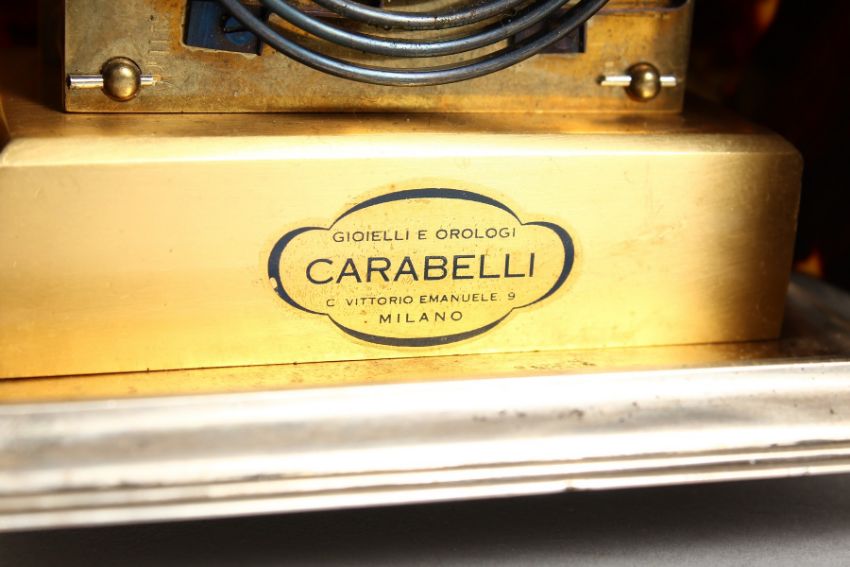 GIOIELLI E OROLOGI
CARABELLI
C. VITTORIO EMANUELE. 9
MILANO